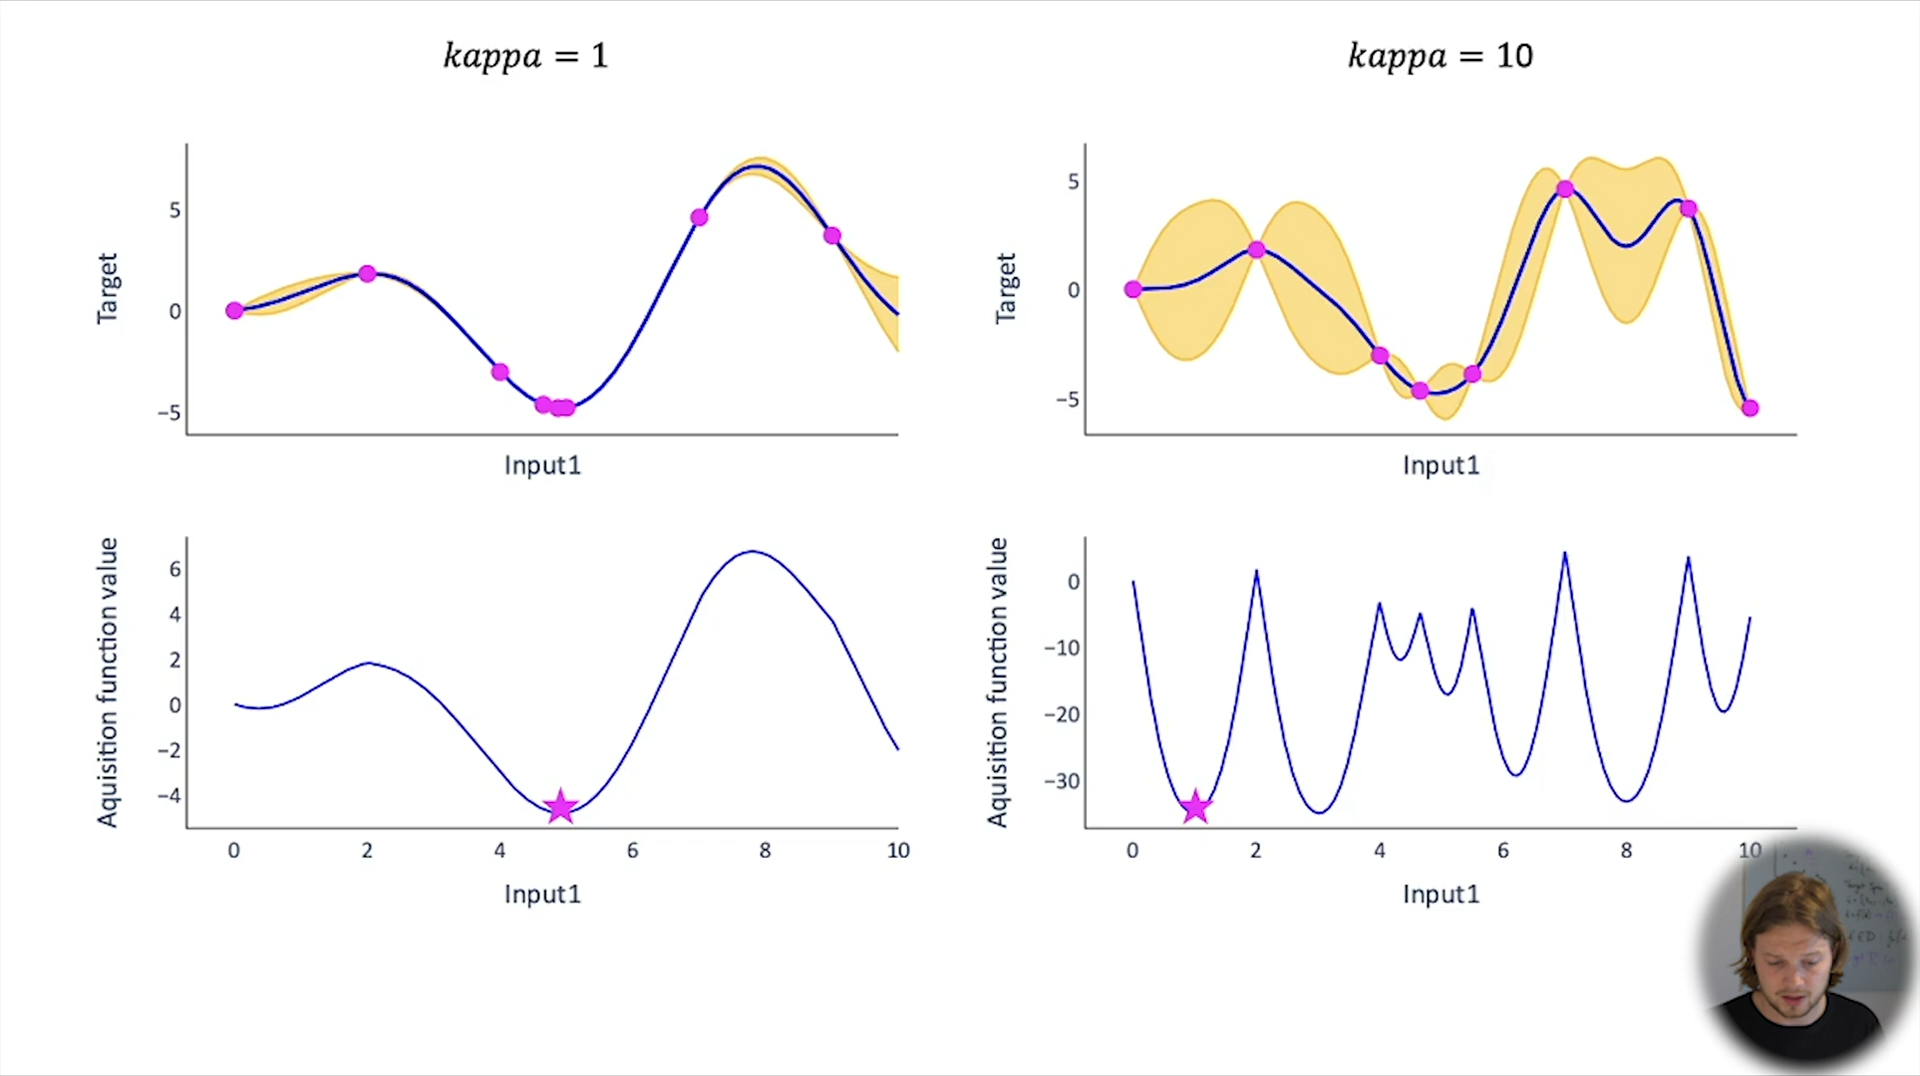 kappa = 1
kappa = 10
Target
5
0
−5
Input1
Target
5
0
−5
Input1
Aquisition function value
6
4
2
0
−2
−4
0 2 4 6 8 10
Input1
Aquisition function value
0
−10
−20
−30
0 2 4 6 8 10
Input1